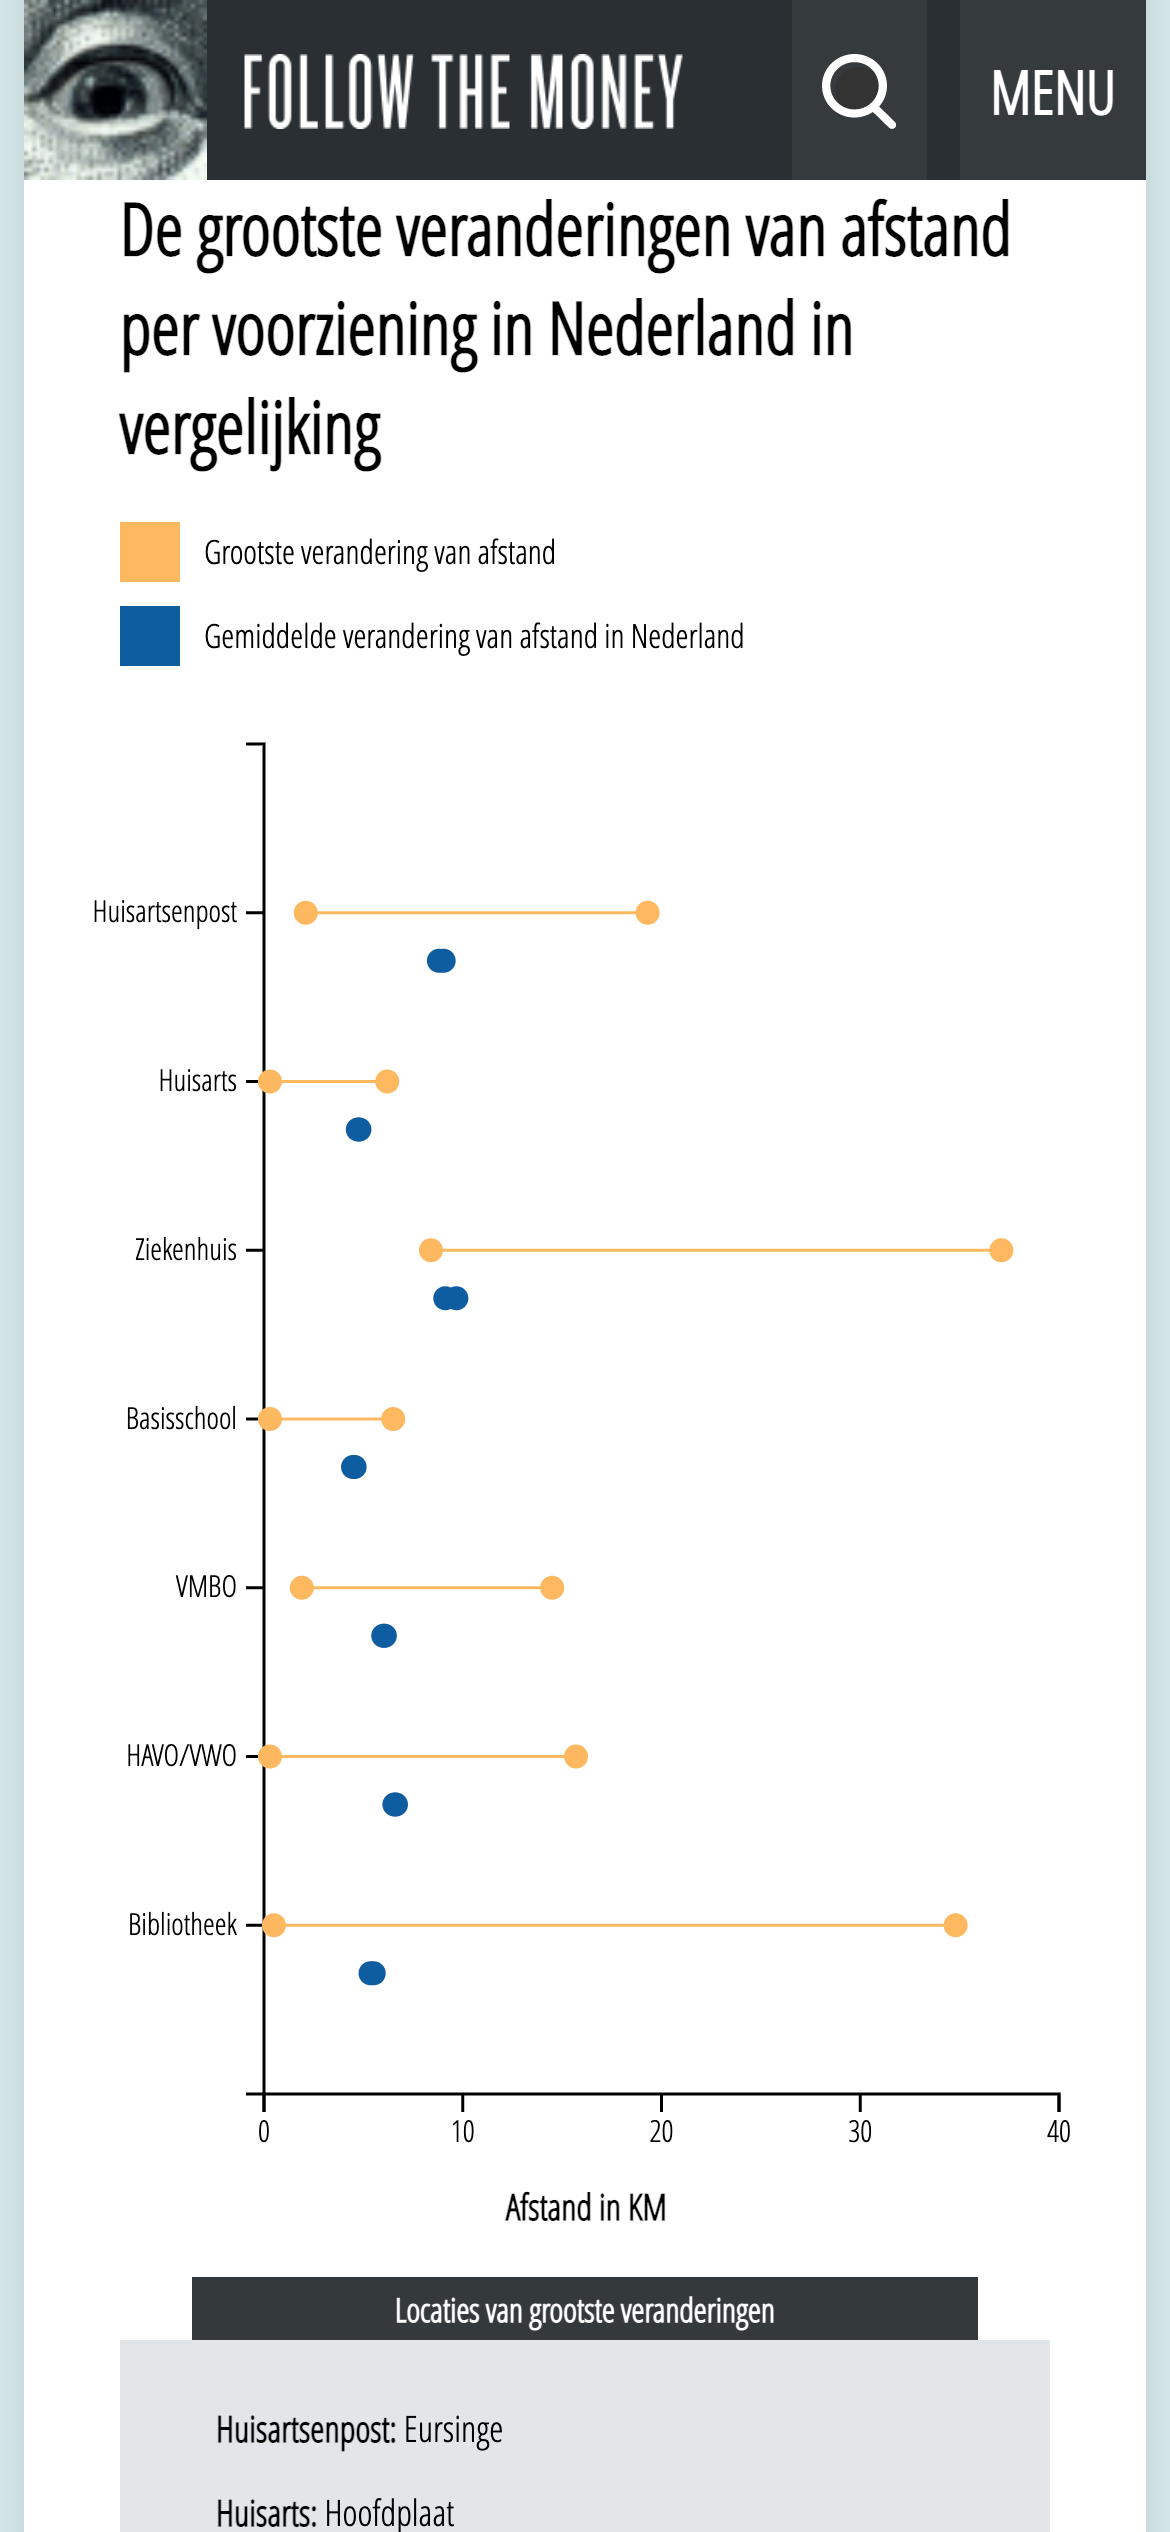 FOLLOW THE MONEY
MENU
De grootste veranderingen van afstand
per voorziening in Nederland in
vergelijking
Grootste verandering van afstand
Gemiddelde verandering van afstand in Nederland
Huisartsenpost
Huisarts
Ziekenhuis
Basisschool
VMBO
HAVO/VWO
Bibliotheek
0 10 20 30 40
Afstand in KM
Locaties van grootste veranderingen
Huisartsenpost: Eursinge
Huisarts: Hoofdplaat